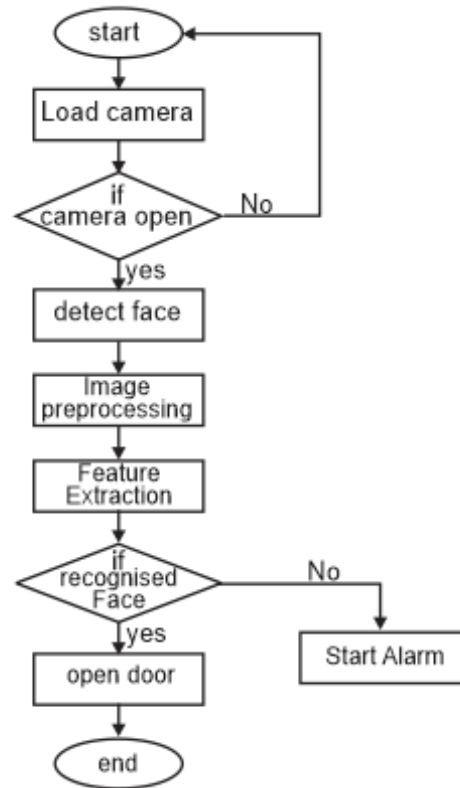 start
Load camera
if
camera open
No
yes
detect face
Image
preprocessing
Feature
Extraction
if
recognised
Face
No
yes
open door
Start Alarm
end